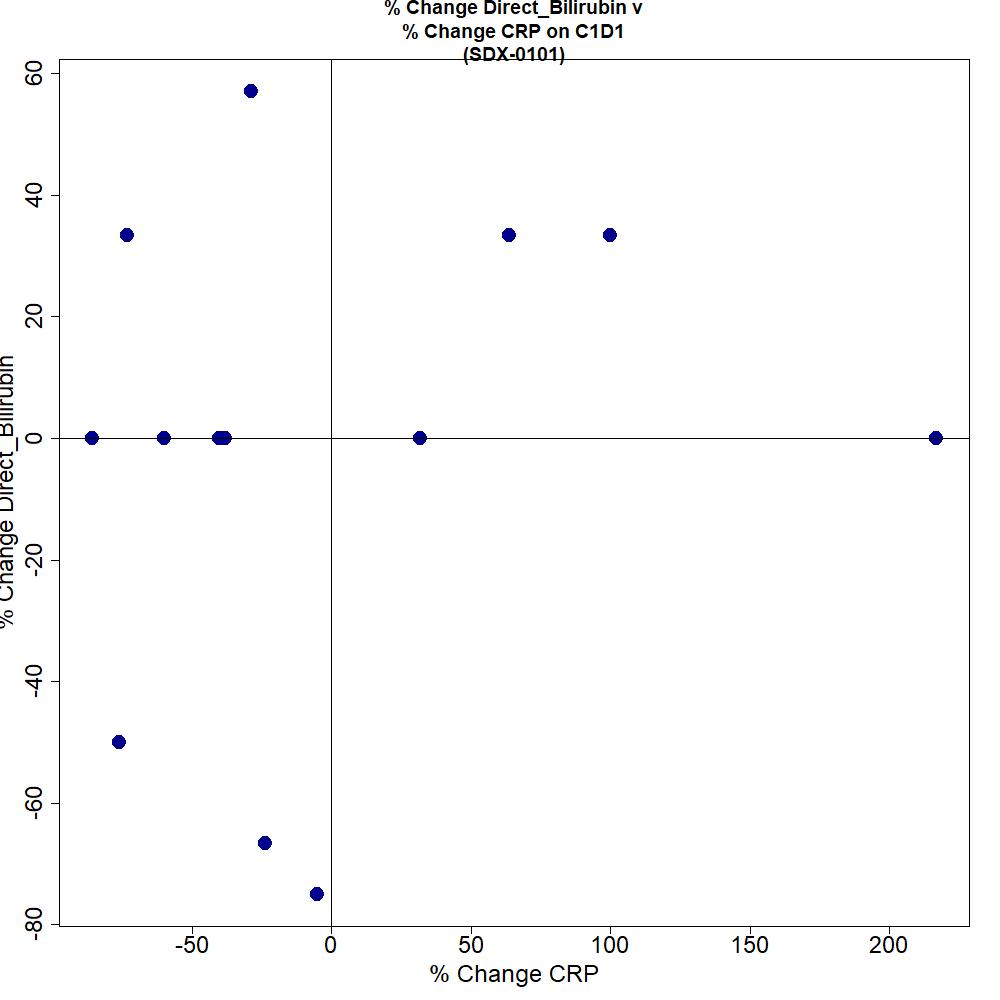 % Change Direct_Bilirubin v
% Change CRP on C1D1
(SDX-0101)
60
40
20
0
-20
-40
-60
-80
% Change Direct_Bilirubin
-50
0
50
100
150
200
% Change CRP